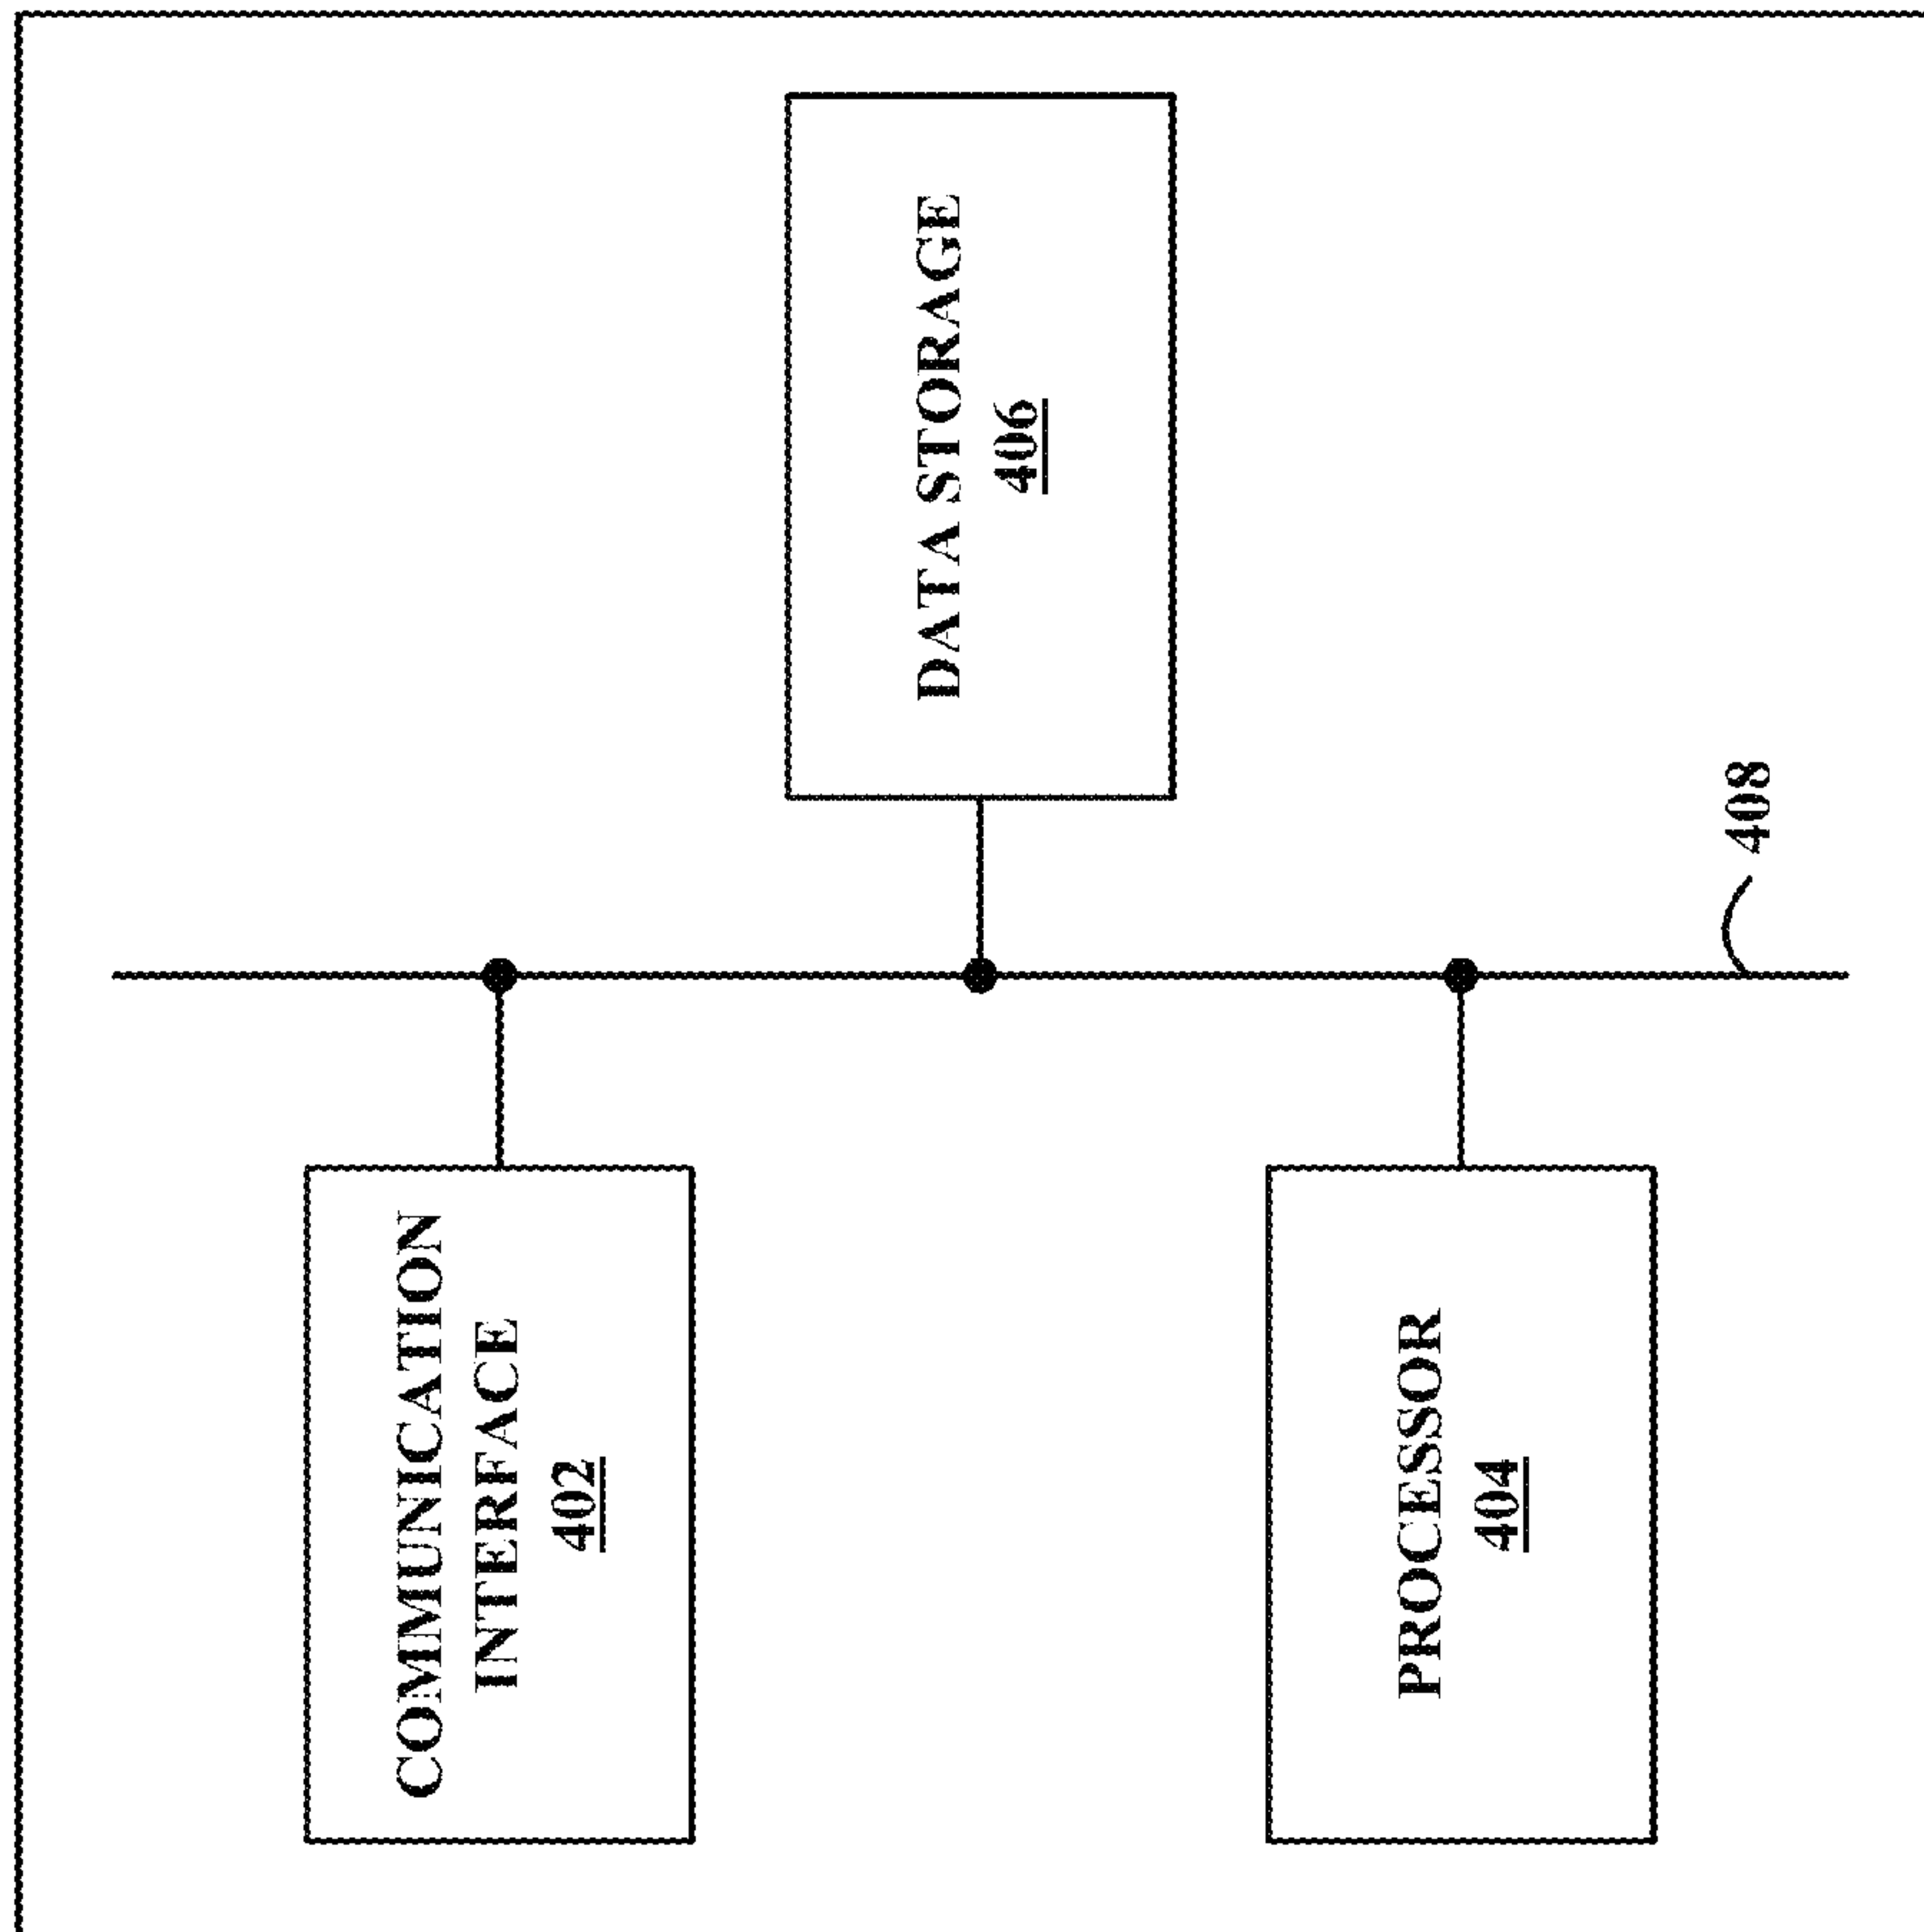 COMMUNICATION
INTERFACE
402
PROCESSOR
404
DATA STORAGE
406
408